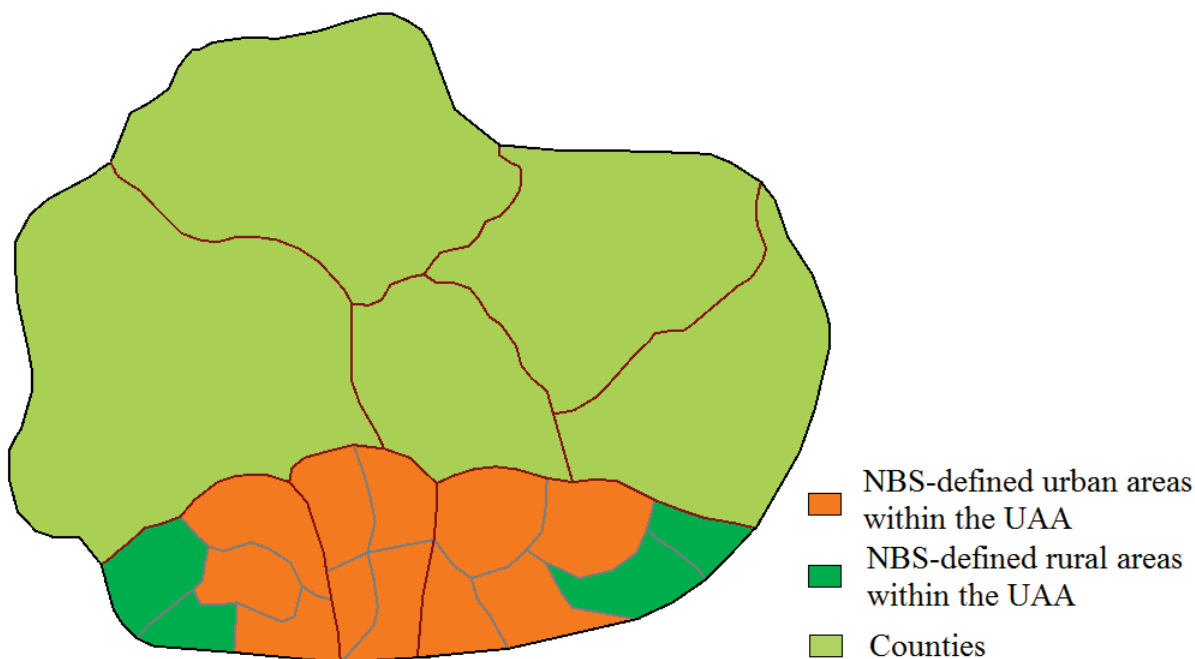 NBS-defined urban areas
within the UAA
NBS-defined rural areas
within the UAA
Counties